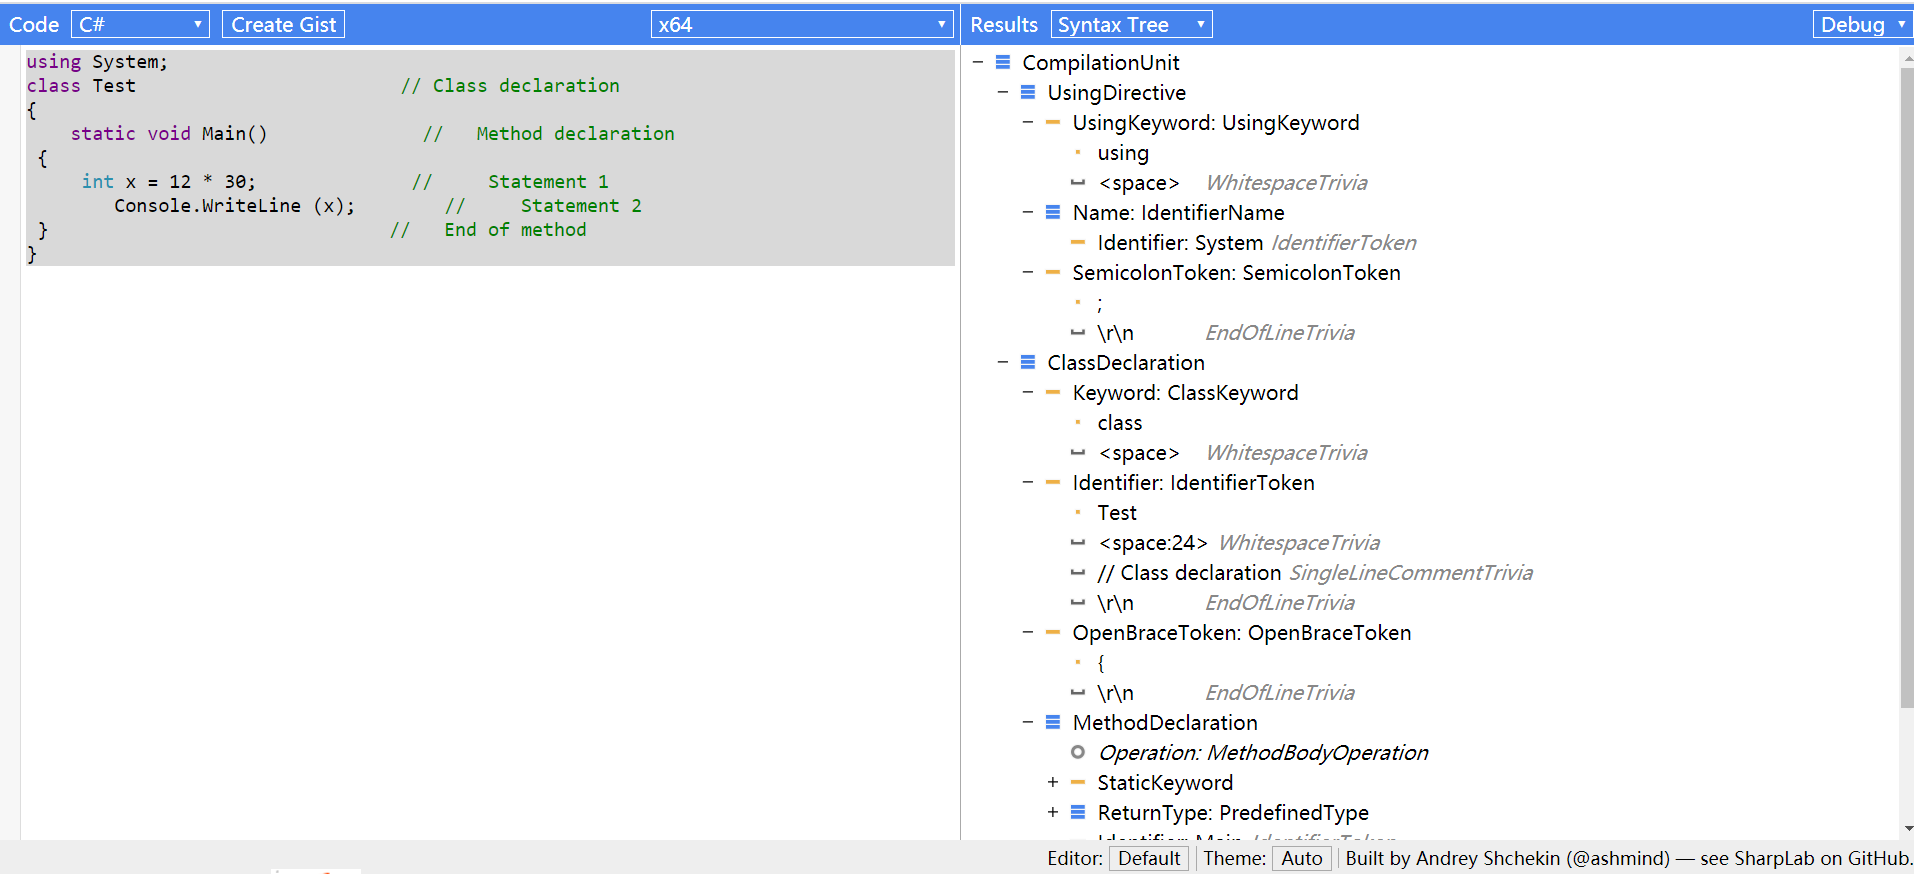 Code C# Create Gist x64 Results Syntax Tree Debug
using System;
class Test // Class declaration
{
static void Main() // Method declaration
{
int x = 12 * 30; // Statement 1
Console.WriteLine (x); // Statement 2
} // End of method
}
CompilationUnit
UsingDirective
UsingKeyword: UsingKeyword
using
<space> WhitespaceTrivia
Name: IdentifierName
Identifier: System IdentifierToken
SemicolonToken: SemicolonToken
;
\r\n EndOfLineTrivia
ClassDeclaration
Keyword: ClassKeyword
class
<space> WhitespaceTrivia
Identifier: IdentifierToken
Test
<space:24> WhitespaceTrivia
// Class declaration SingleLineCommentTrivia
\r\n EndOfLineTrivia
OpenBraceToken: OpenBraceToken
{
\r\n EndOfLineTrivia
MethodDeclaration
Operation: MethodBodyOperation
StaticKeyword
ReturnType: PredefinedType
Identifier: Main IdentifierToken
Editor: Default Theme: Auto Built by Andrey Shchekin (@ashmind) — see SharpLab on GitHub.